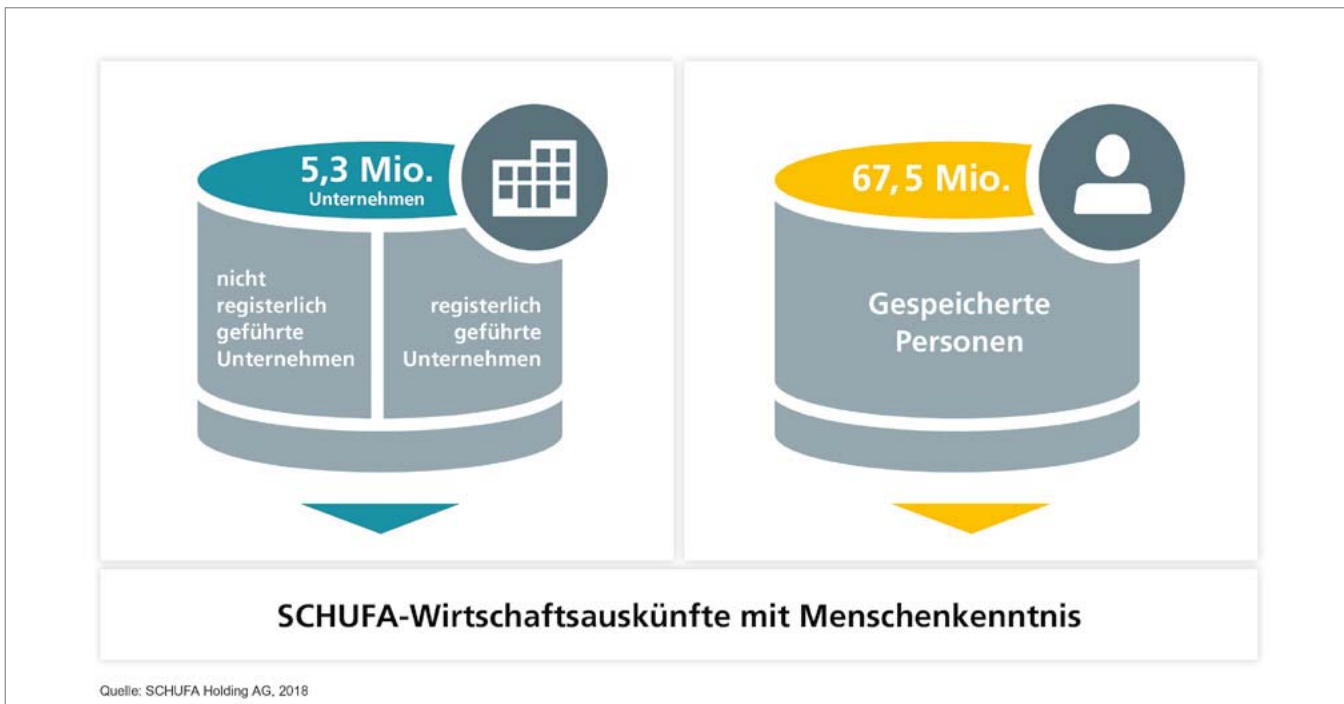 5,3 Mio.
Unternehmen
nicht
registerlich
geführte
Unternehmen
registerlich
geführte
Unternehmen
67,5 Mio.
Gespeicherte
Personen
SCHUFA-Wirtschaftsauskünfte mit Menschenkenntnis
Quelle: SCHUFA Holding AG, 2018